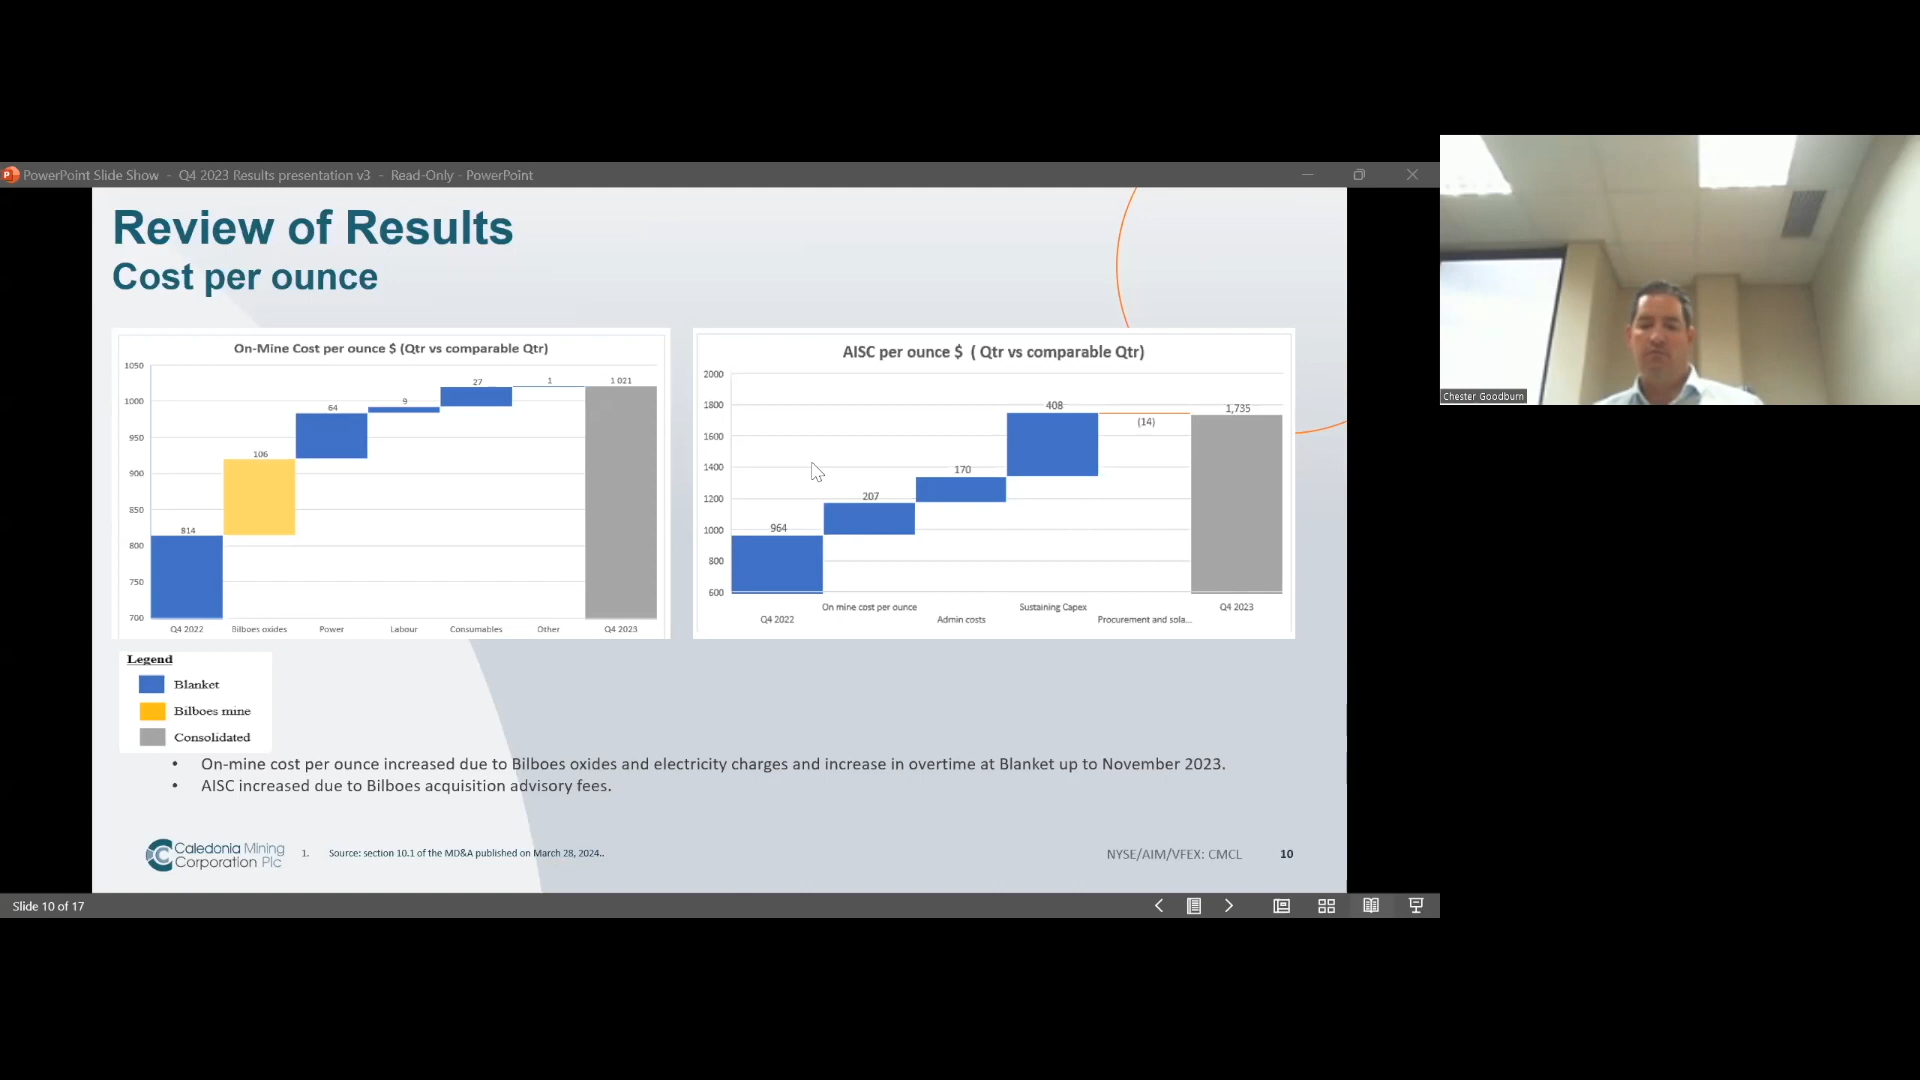 PowerPoint Slide Show - Q4 2023 Results presentation v3 - Read-Only - PowerPoint
Review of Results
Cost per ounce
On-Mine Cost per ounce $ (Qtr vs comparable Qtr)
1050
1000
950
900
850
800
750
700
814
106
64
9
27
1
1 021
Q4 2022
Bilboes oxides
Power
Labour
Consumables
Other
Q4 2023
AISC per ounce $ ( Qtr vs comparable Qtr)
2000
1800
1600
1400
1200
1000
800
600
964
207
170
408
(14)
1,735
On mine cost per ounce
Sustaining Capex
Q4 2023
Q4 2022
Admin costs
Procurement and sola...
Chester Goodburn
Legend
Blanket
Bilboes mine
Consolidated
• On-mine cost per ounce increased due to Bilboes oxides and electricity charges and increase in overtime at Blanket up to November 2023.
• AISC increased due to Bilboes acquisition advisory fees.
Caledonia Mining
Corporation Plc
1. Source: section 10.1 of the MD&A published on March 28, 2024..
NYSE/AIM/VFEX: CMCL 10
Slide 10 of 17